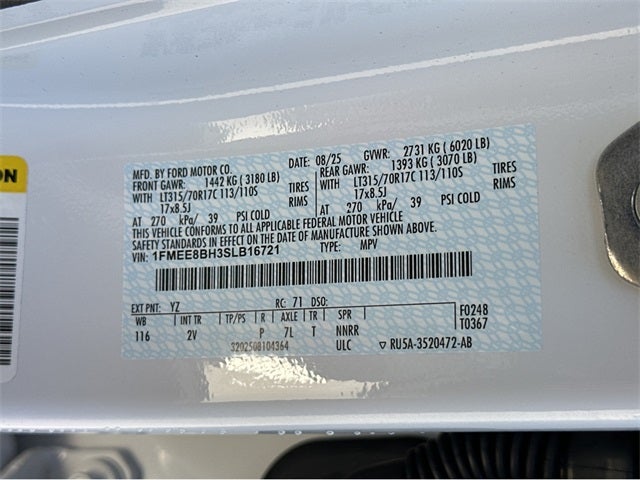 ON
MFD. BY FORD MOTOR CO. DATE: 08/25 GVWR: 2731 KG ( 6020 LB)
FRONT GAWR: 1442 KG ( 3180 LB) REAR GAWR: 1393 KG ( 3070 LB)
WITH LT315/70R17C 113/110S TIRES WITH LT315/70R17C 113/110S TIRES
17x8.5J RIMS 17x8.5J RIMS
AT 270 kPa/ 39 PSI COLD AT 270 kPa/ 39 PSI COLD
THIS VEHICLE CONFORMS TO ALL APPLICABLE FEDERAL MOTOR VEHICLE
SAFETY STANDARDS IN EFFECT ON THE DATE OF MANUFACTURE SHOWN ABOVE.
VIN: 1FMEE8BH3SLB16721 TYPE: MPV
EXT PNT: YZ RC: 71 DSO:
WB INT TR TP/PS R AXLE TR SPR F0248
116 2V P 7L T NNRR T0367
3202508104364 ULC ▽ RU5A-3520472-AB